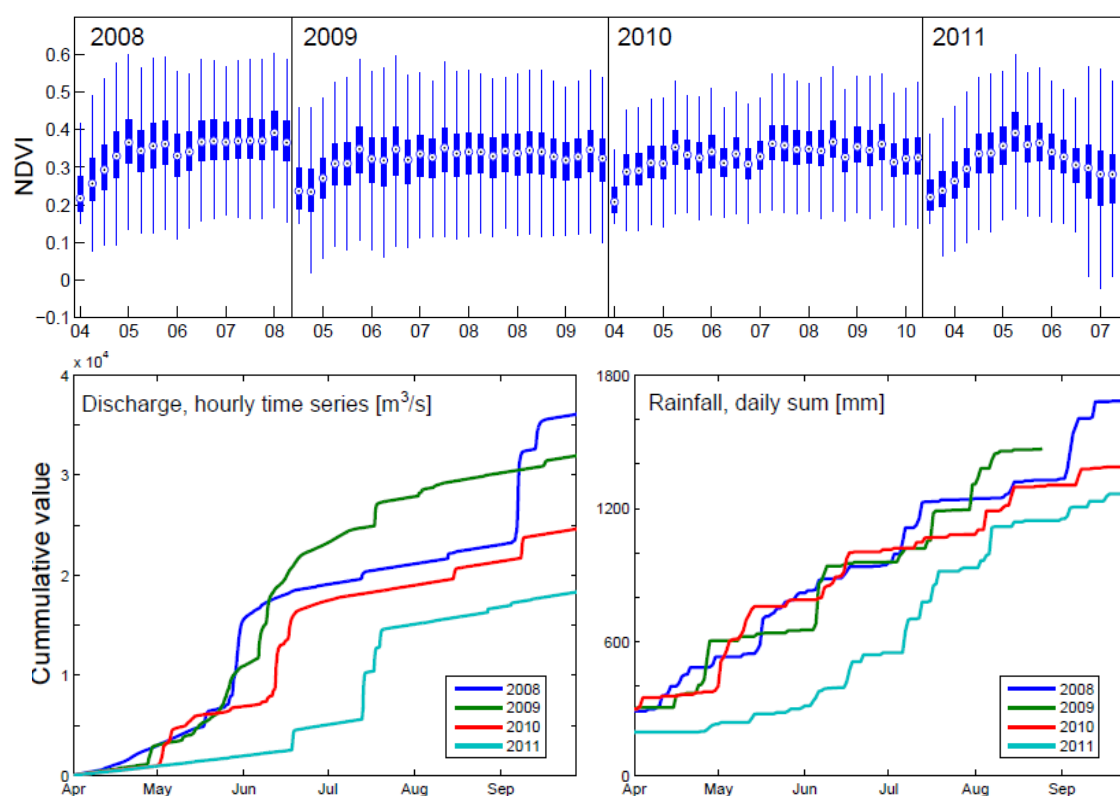 2008 2009 2010 2011
NDVI
0.6
0.5
0.4
0.3
0.2
0.1
0
−0.1
04 05 06 07 08 05 05 06 07 08 08 08 09 04 05 06 07 08 09 10 04 05 06 07
x 10⁴
Cummulative value
Discharge, hourly time series [m³/s]
4
3
2
1
0
2008
2009
2010
2011
Apr May Jun Jul Aug Sep
Rainfall, daily sum [mm]
1800
1200
600
0
2008
2009
2010
2011
Apr May Jun Jul Aug Sep